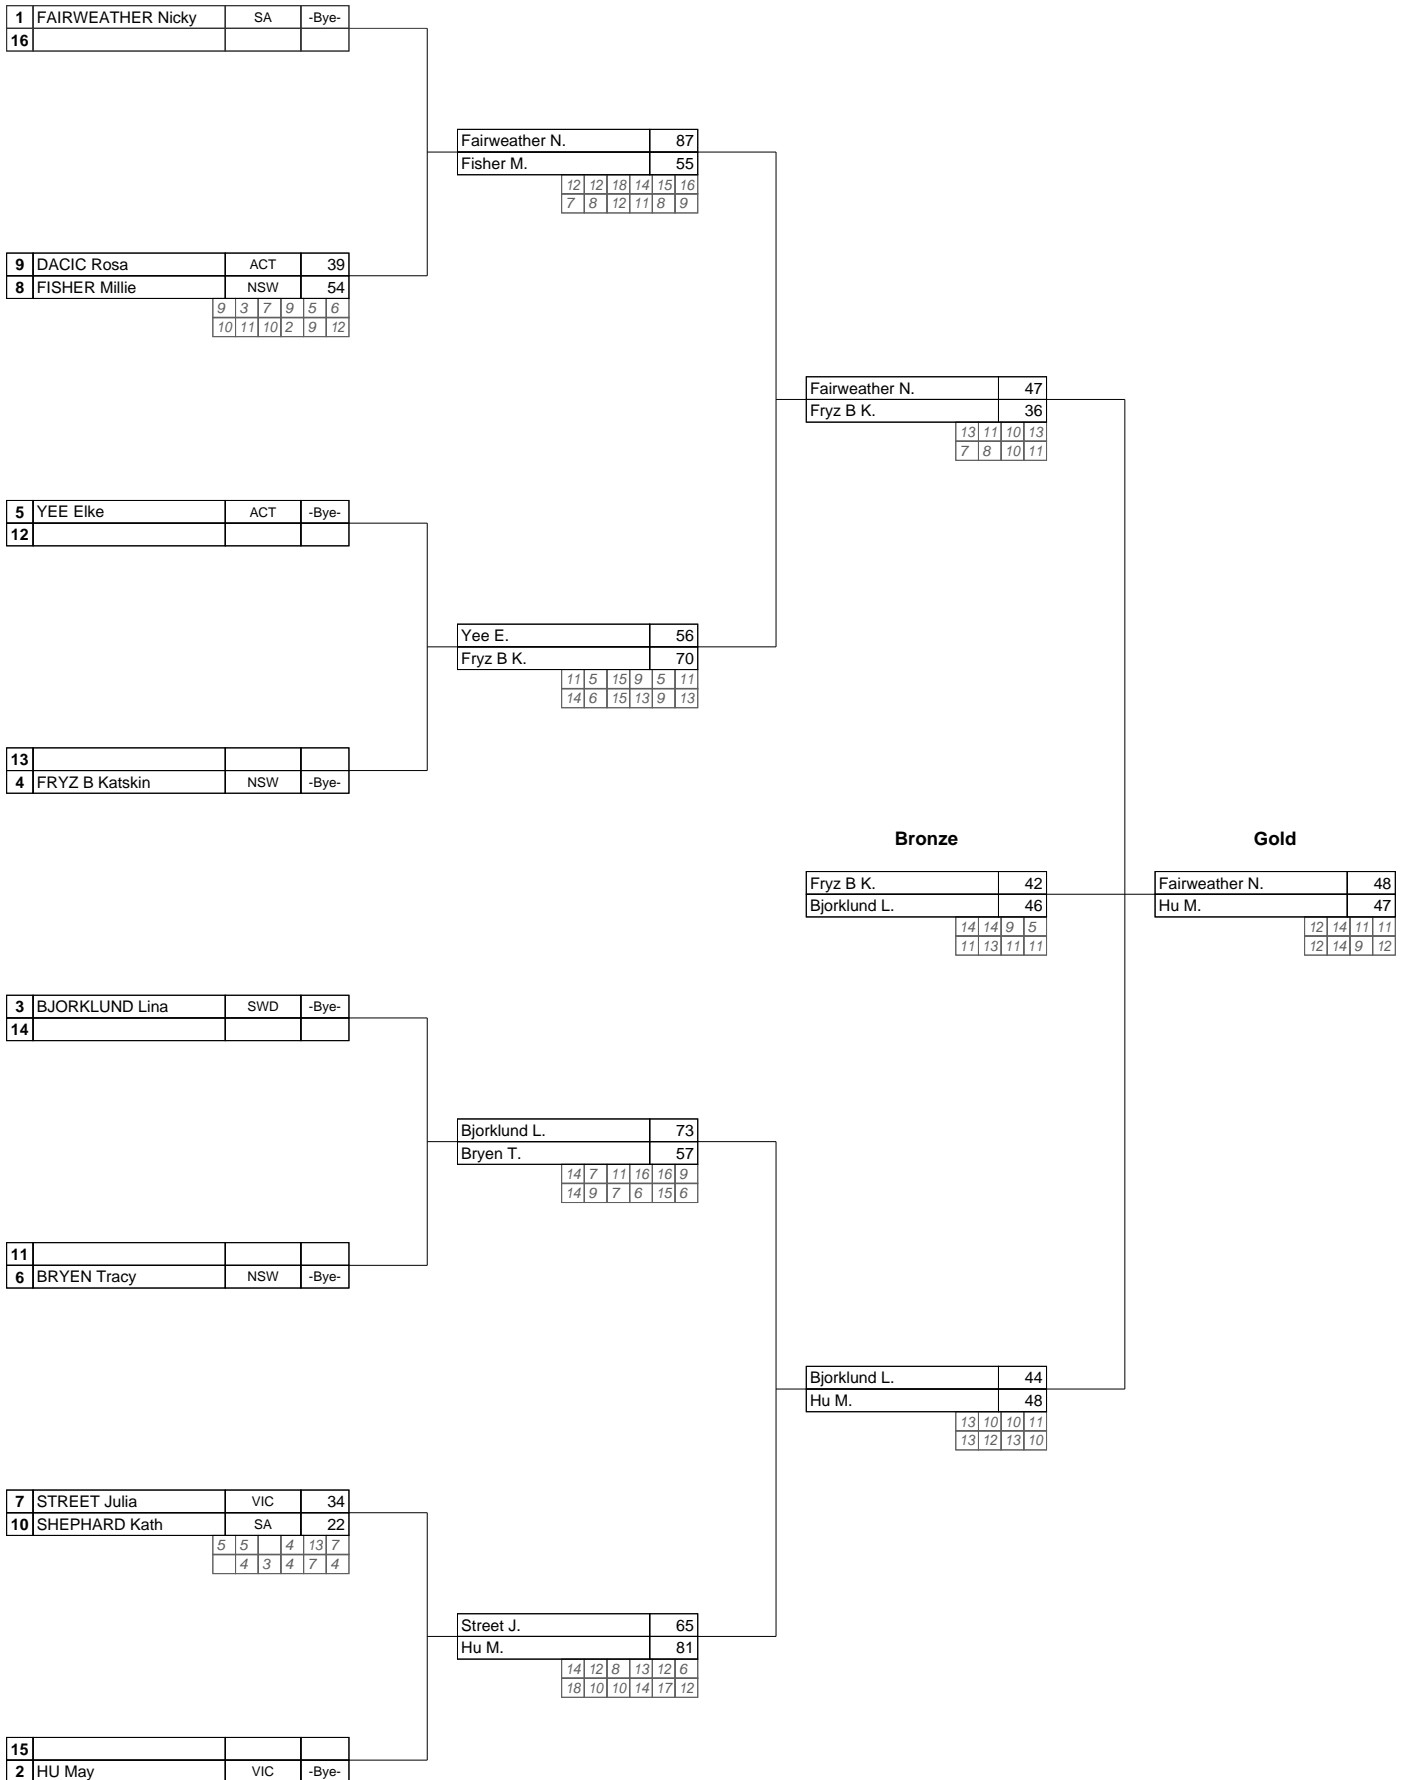 1 FAIRWEATHER Nicky SA -Bye-
16
Fairweather N. 87
Fisher M. 55
12 12 18 14 15 16
7 8 12 11 8 9
9 DACIC Rosa ACT 39
8 FISHER Millie NSW 54
9 3 7 9 5 6
10 11 10 2 9 12
Fairweather N. 47
Fryz B K. 36
13 11 10 13
7 8 10 11
5 YEE Elke ACT -Bye-
12
Yee E. 56
Fryz B K. 70
11 5 15 9 5 11
14 6 15 13 9 13
13
4 FRYZ B Katskin NSW -Bye-
Bronze Gold
Fryz B K. 42 Fairweather N. 48
Bjorklund L. 46 Hu M. 47
14 14 9 5 12 14 11 11
11 13 11 11 12 14 9 12
3 BJORKLUND Lina SWD -Bye-
14
Bjorklund L. 73
Bryen T. 57
14 7 11 16 16 9
14 9 7 6 15 6
11
6 BRYEN Tracy NSW -Bye-
Bjorklund L. 44
Hu M. 48
13 10 10 11
13 12 13 10
7 STREET Julia VIC 34
10 SHEPHARD Kath SA 22
5 5 4 13 7
4 3 4 7 4
Street J. 65
Hu M. 81
14 12 8 13 12 6
18 10 10 14 17 12
15
2 HU May VIC -Bye-